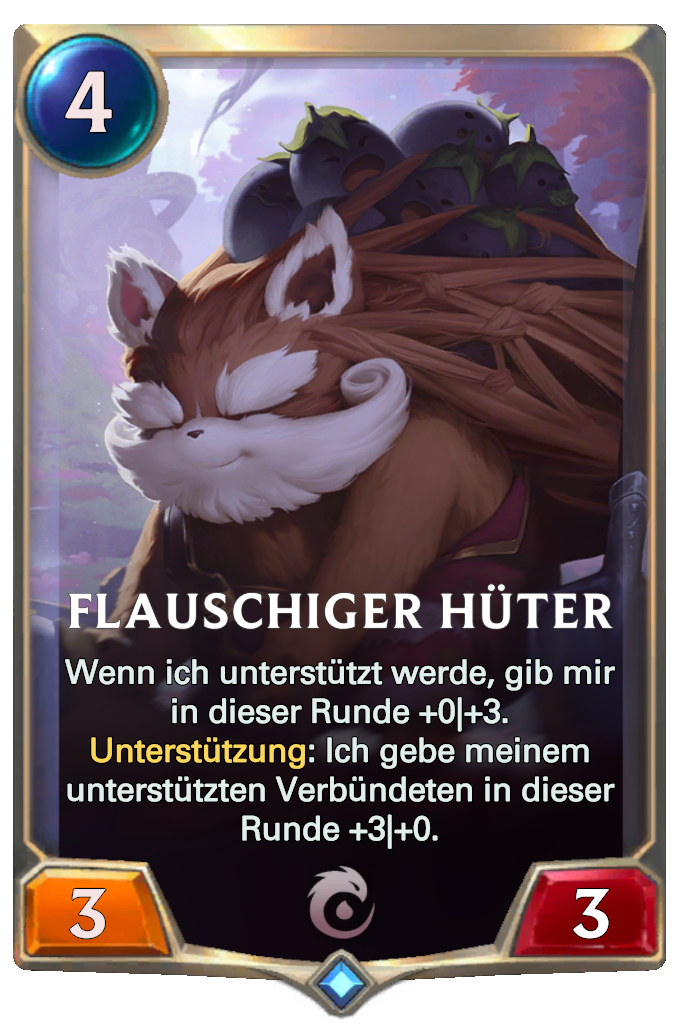 4
FLAUSCHIGER HÜTER
Wenn ich unterstützt werde, gib mir
in dieser Runde +0|+3.
Unterstützung: Ich gebe meinem
unterstützten Verbündeten in dieser
Runde +3|+0.
3
3